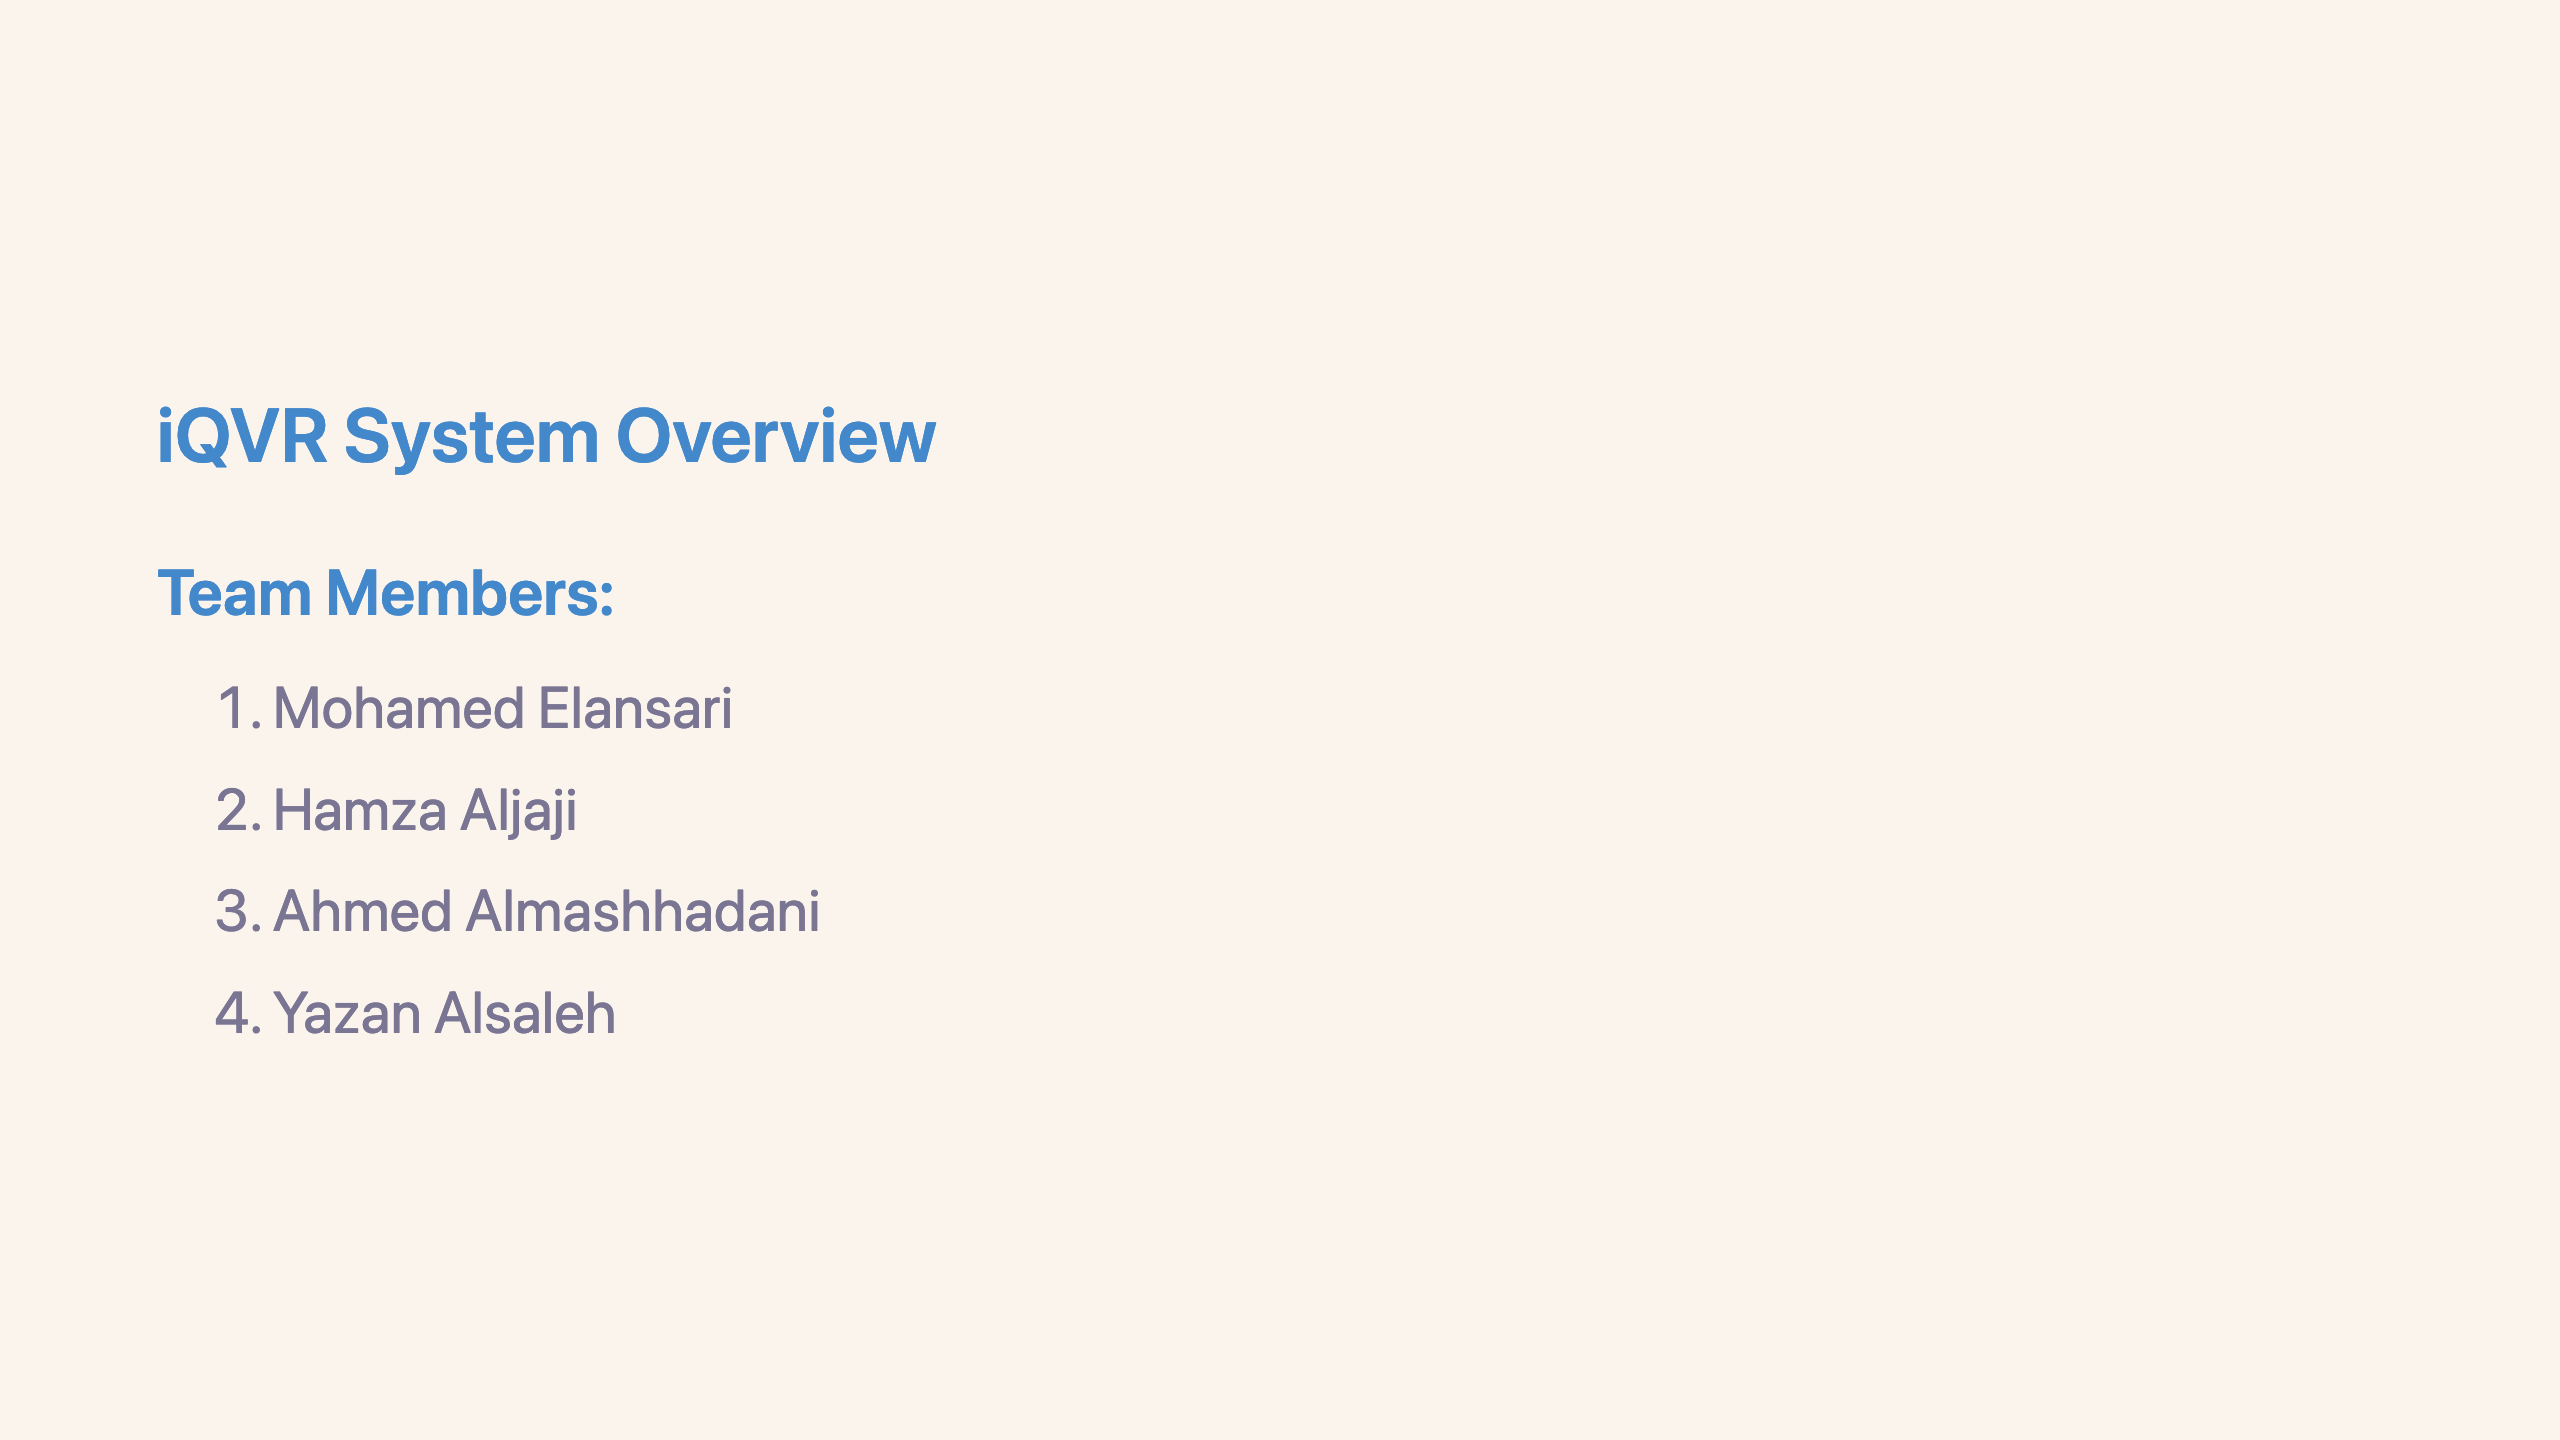 iQVR System Overview
Team Members:
1. Mohamed Elansari
2. Hamza Aljaji
3. Ahmed Almashhadani
4. Yazan Alsaleh